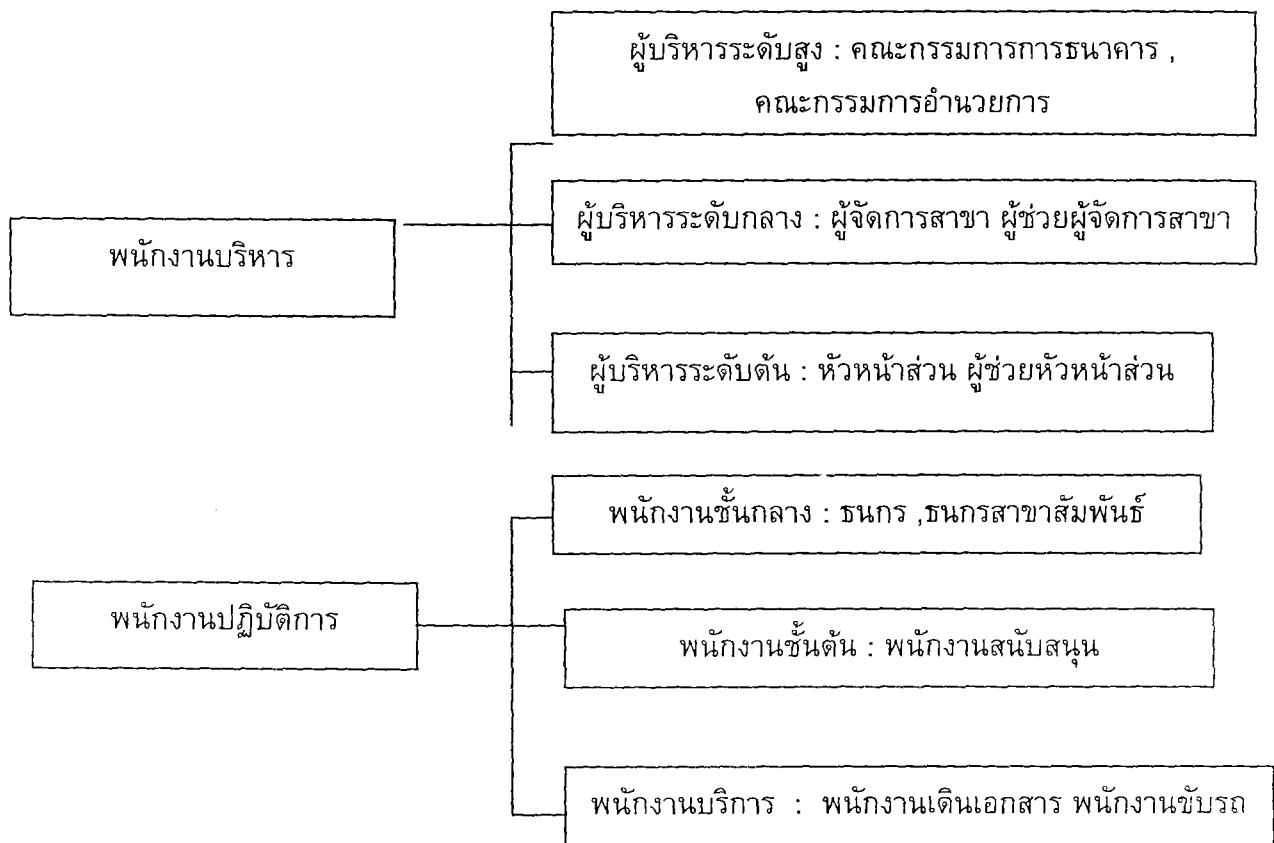 ผู้บริหารระดับสูง : คณะกรรมการการธนาคาร ,
คณะกรรมการอำนวยการ
ผู้บริหารระดับกลาง : ผู้จัดการสาขา ผู้ช่วยผู้จัดการสาขา
พนักงานบริหาร
ผู้บริหารระดับต้น : หัวหน้าส่วน ผู้ช่วยหัวหน้าส่วน
พนักงานชั้นกลาง : ธนกร ,ธนกรสาขาสัมพันธ์
พนักงานปฏิบัติการ
พนักงานชั้นต้น : พนักงานสนับสนุน
พนักงานบริการ : พนักงานเดินเอกสาร พนักงานขับรถ